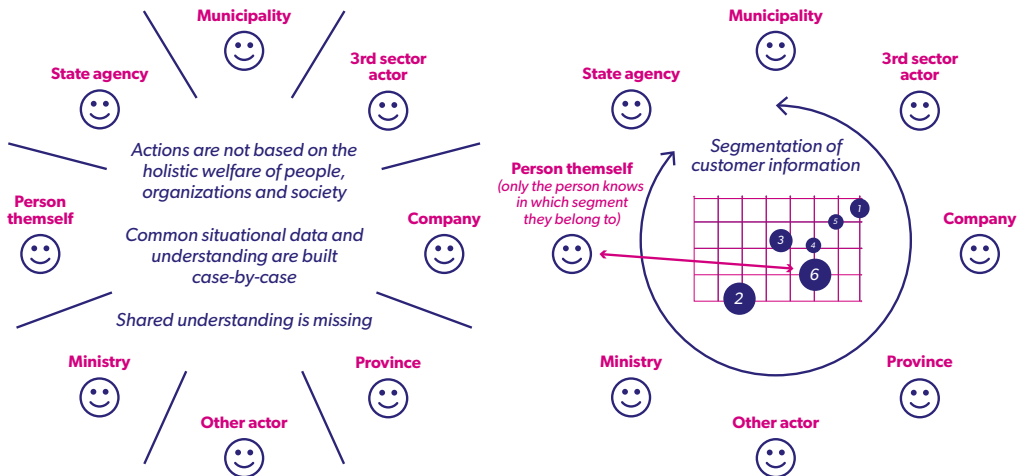 Municipality
State agency
3rd sector
actor
Actions are not based on the
holistic welfare of people,
organizations and society
Person
themself
Company
Common situational data and
understanding are built
case-by-case
Shared understanding is missing
Ministry
Province
Other actor
Municipality
State agency
3rd sector
actor
Segmentation of
customer information
Person themself
(only the person knows
in which segment
they belong to)
1
5
3
4
6
2
Company
Ministry
Province
Other actor